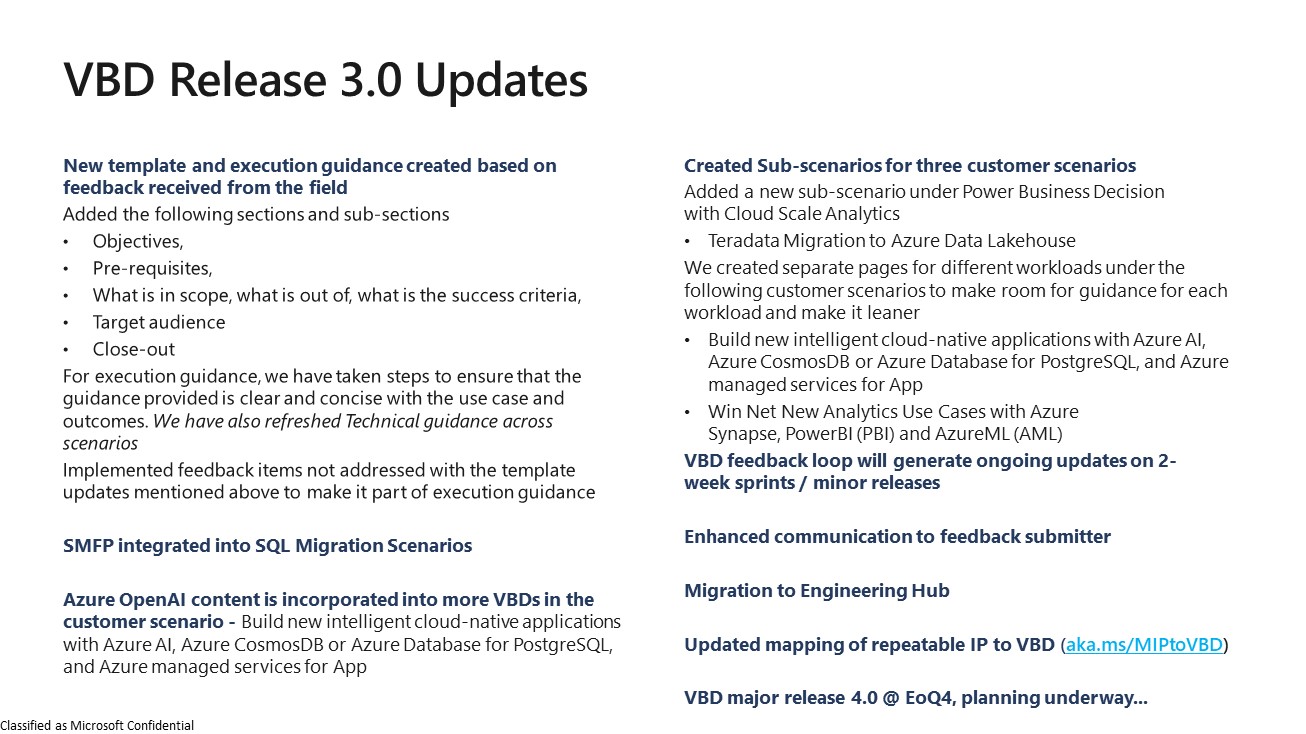 VBD Release 3.0 Updates
New template and execution guidance created based on
feedback received from the field
Added the following sections and sub-sections
• Objectives,
• Pre-requisites,
• What is in scope, what is out of, what is the success criteria,
• Target audience
• Close-out
For execution guidance, we have taken steps to ensure that the
guidance provided is clear and concise with the use case and
outcomes. We have also refreshed Technical guidance across
scenarios
Implemented feedback items not addressed with the template
updates mentioned above to make it part of execution guidance
SMFP integrated into SQL Migration Scenarios
Azure OpenAI content is incorporated into more VBDs in the
customer scenario - Build new intelligent cloud-native applications
with Azure AI, Azure CosmosDB or Azure Database for PostgreSQL,
and Azure managed services for App
Created Sub-scenarios for three customer scenarios
Added a new sub-scenario under Power Business Decision
with Cloud Scale Analytics
• Teradata Migration to Azure Data Lakehouse
We created separate pages for different workloads under the
following customer scenarios to make room for guidance for each
workload and make it leaner
• Build new intelligent cloud-native applications with Azure AI,
Azure CosmosDB or Azure Database for PostgreSQL, and Azure
managed services for App
• Win Net New Analytics Use Cases with Azure
Synapse, PowerBI (PBI) and AzureML (AML)
VBD feedback loop will generate ongoing updates on 2-
week sprints / minor releases
Enhanced communication to feedback submitter
Migration to Engineering Hub
Updated mapping of repeatable IP to VBD (aka.ms/MIPtoVBD)
VBD major release 4.0 @ EoQ4, planning underway...
Classified as Microsoft Confidential